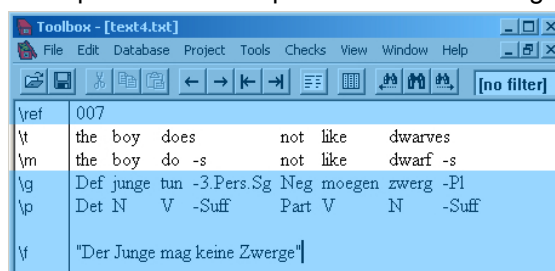 Toolbox - [text4.txt]
File Edit Database Project Tools Checks View Window Help
[no filter]
\ref 007
\t the boy does not like dwarves
\m the boy do -s not like dwarf -s
\g Def junge tun -3.Pers.Sg Neg moegen zwerg -Pl
\p Det N V -Suff Part V N -Suff
\f "Der Junge mag keine Zwerge"